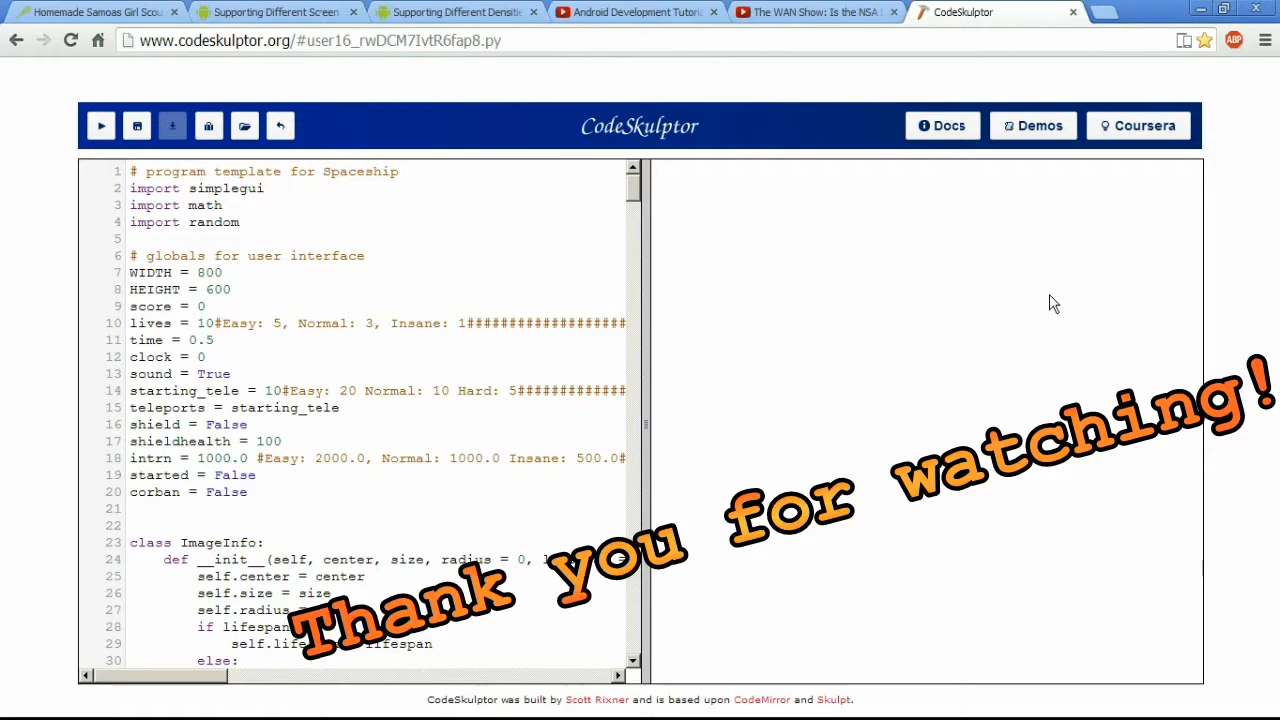 Homemade Samoas Girl Scou
Supporting Different Screen
Supporting Different Densitie
Android Development Tutori
The WAN Show: Is the NSA
CodeSkulptor
www.codeskulptor.org/#user16_rwDCM7IvtR6fap8.py
ABP
CodeSkulptor
Docs
Demos
Coursera
1 # program template for Spaceship
2 import simplegui
3 import math
4 import random
5
6 # globals for user interface
7 WIDTH = 800
8 HEIGHT = 600
9 score = 0
10 lives = 10#Easy: 5, Normal: 3, Insane: 1###################
11 time = 0.5
12 clock = 0
13 sound = True
14 starting_tele = 10#Easy: 20 Normal: 10 Hard: 5#############
15 teleports = starting_tele
16 shield = False
17 shieldhealth = 100
18 intrn = 1000.0 #Easy: 2000.0, Normal: 1000.0 Insane: 500.0#
19 started = False
20 corban = False
21
22
23 class ImageInfo:
24 def __init__(self, center, size, radius = 0, l =
25 self.center = center
26 self.size = size
27 self.radius =
28 if lifespan
29 self.life lifespan
30 else:
Thank you for watching!
CodeSkulptor was built by Scott Rixner and is based upon CodeMirror and Skulpt.